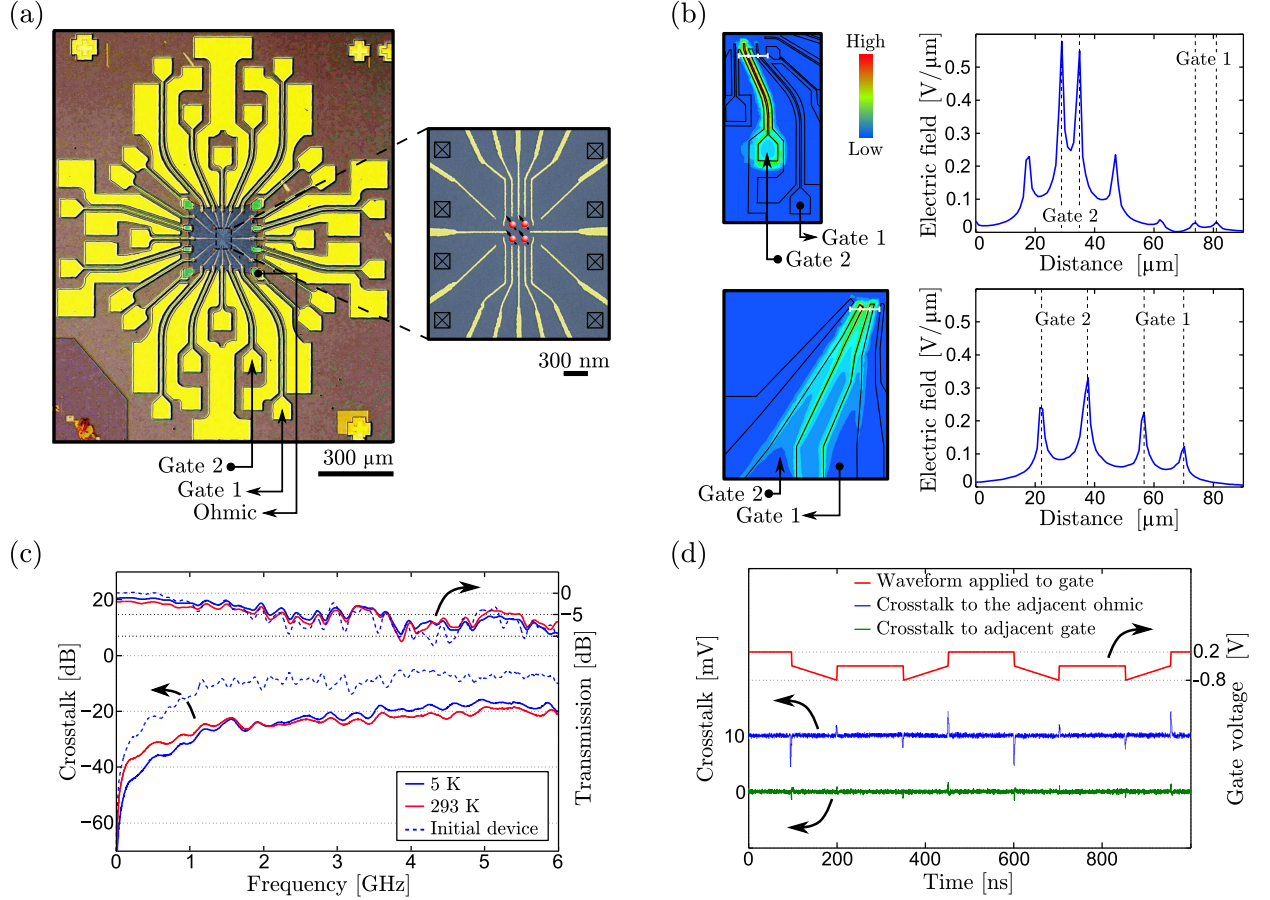 (a)
300 nm
300 μm
Gate 2
Gate 1
Ohmic
(b)
High
Low
Gate 1
Gate 2
Electric field [V/μm]
0.5
0.4
0.3
0.2
0.1
0
Gate 1
Gate 2
0 20 40 60 80
Distance [μm]
Gate 2
Gate 1
Electric field [V/μm]
0.5
0.4
0.3
0.2
0.1
0
Gate 2 Gate 1
0 20 40 60 80
Distance [μm]
(c)
Crosstalk [dB]
20
0
−20
−40
−60
0
−5
Transmission [dB]
5 K
293 K
Initial device
0 1 2 3 4 5 6
Frequency [GHz]
(d)
Waveform applied to gate
Crosstalk to the adjacent ohmic
Crosstalk to adjacent gate
Crosstalk [mV]
10
0
0.2
−0.8
Gate voltage [V]
0 200 400 600 800
Time [ns]